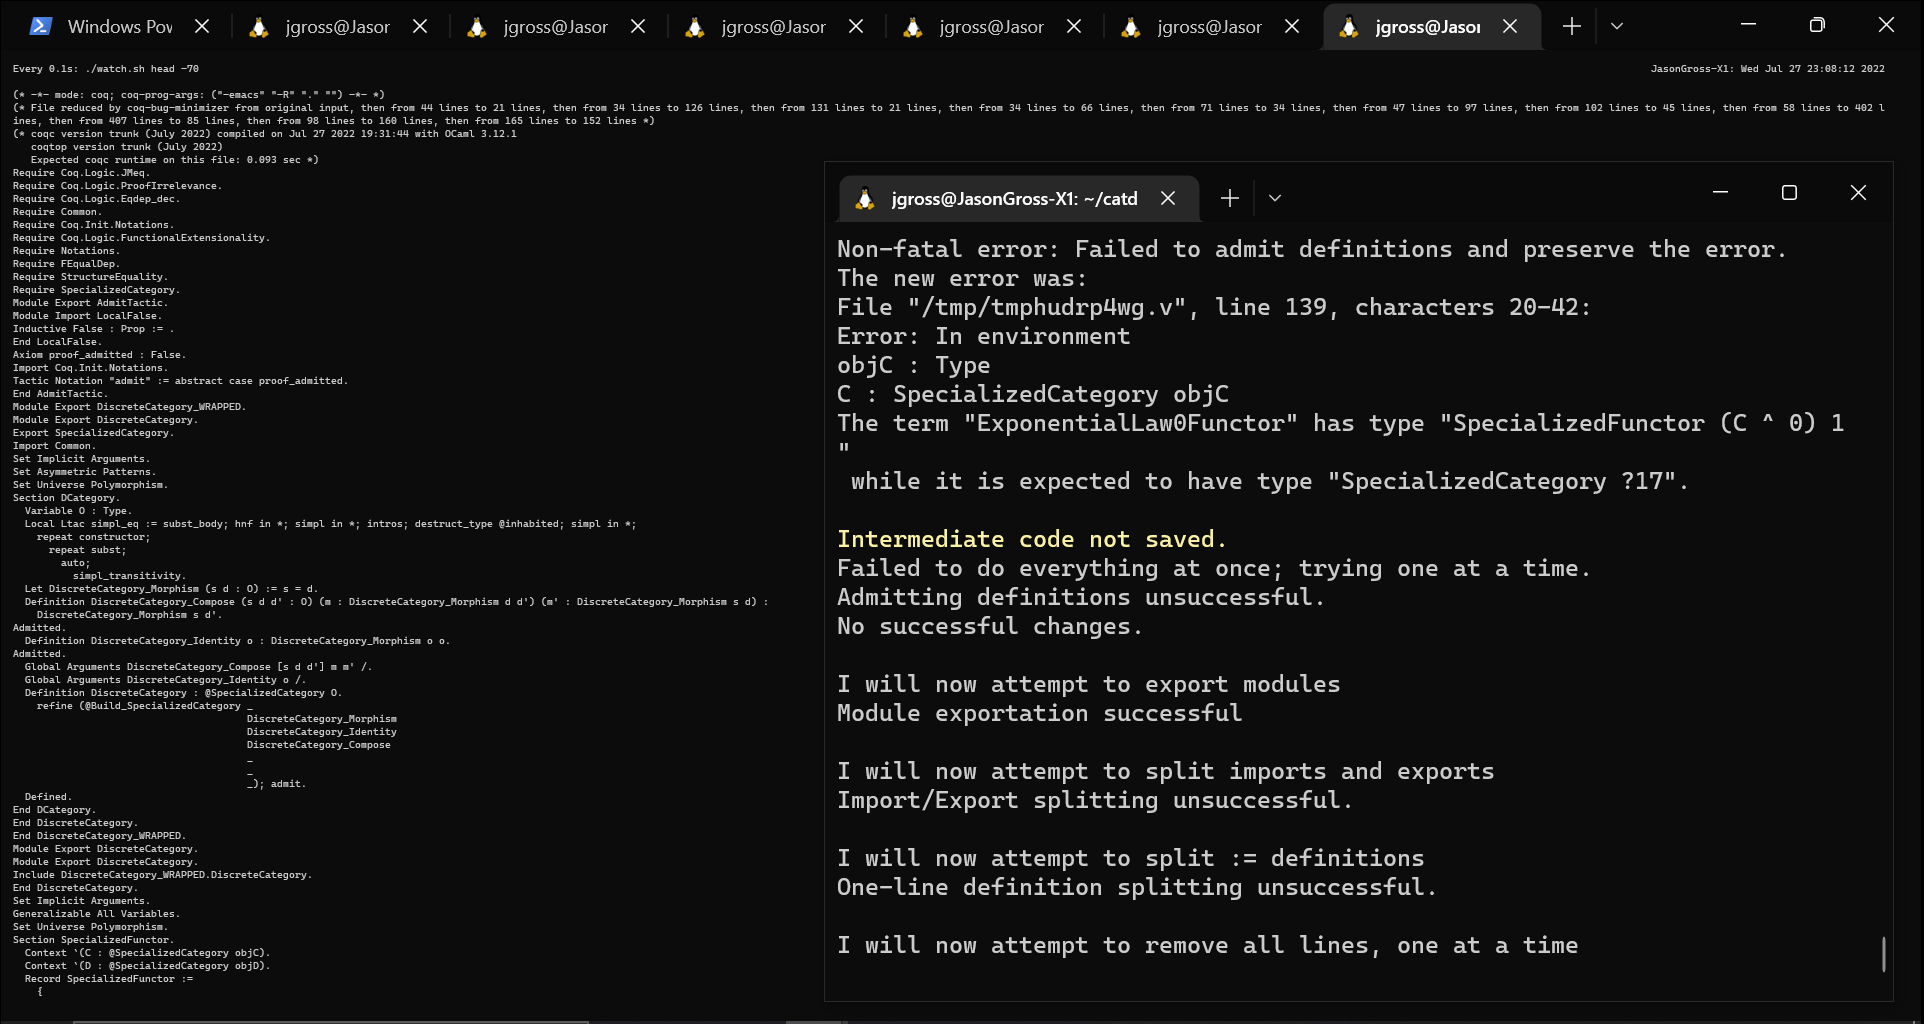 Windows Pow
jgross@Jasor
jgross@Jasor
jgross@Jasor
jgross@Jasor
jgross@Jasor
jgross@Jasor
Every 0.1s: ./watch.sh head -70
JasonGross-X1: Wed Jul 27 23:08:12 2022
(* -*- mode: coq; coq-prog-args: ("-emacs" "-R" "." "") -*- *)
(* File reduced by coq-bug-minimizer from original input, then from 44 lines to 21 lines, then from 34 lines to 126 lines, then from 131 lines to 21 lines, then from 34 lines to 66 lines, then from 71 lines to 34 lines, then from 47 lines to 97 lines, then from 102 lines to 45 lines, then from 58 lines to 402 l
ines, then from 407 lines to 85 lines, then from 98 lines to 160 lines, then from 165 lines to 152 lines *)
(* coqc version trunk (July 2022) compiled on Jul 27 2022 19:31:44 with OCaml 3.12.1
   coqtop version trunk (July 2022)
   Expected coqc runtime on this file: 0.093 sec *)
Require Coq.Logic.JMeq.
Require Coq.Logic.ProofIrrelevance.
Require Coq.Logic.Eqdep_dec.
Require Common.
Require Coq.Init.Notations.
Require Coq.Logic.FunctionalExtensionality.
Require Notations.
Require FEqualDep.
Require StructureEquality.
Require SpecializedCategory.
Module Export AdmitTactic.
Module Import LocalFalse.
Inductive False : Prop := .
End LocalFalse.
Axiom proof_admitted : False.
Import Coq.Init.Notations.
Tactic Notation "admit" := abstract case proof_admitted.
End AdmitTactic.
Module Export DiscreteCategory_WRAPPED.
Module Export DiscreteCategory.
Export SpecializedCategory.
Import Common.
Set Implicit Arguments.
Set Asymmetric Patterns.
Set Universe Polymorphism.
Section DCategory.
  Variable O : Type.
  Local Ltac simpl_eq := subst_body; hnf in *; simpl in *; intros; destruct_type @inhabited; simpl in *;
    repeat constructor;
      repeat subst;
        auto;
          simpl_transitivity.
  Let DiscreteCategory_Morphism (s d : O) := s = d.
  Definition DiscreteCategory_Compose (s d d' : O) (m : DiscreteCategory_Morphism d d') (m' : DiscreteCategory_Morphism s d) :
    DiscreteCategory_Morphism s d'.
Admitted.
  Definition DiscreteCategory_Identity o : DiscreteCategory_Morphism o o.
Admitted.
  Global Arguments DiscreteCategory_Compose [s d d'] m m' /.
  Global Arguments DiscreteCategory_Identity o /.
  Definition DiscreteCategory : @SpecializedCategory O.
    refine (@Build_SpecializedCategory _
                                       DiscreteCategory_Morphism
                                       DiscreteCategory_Identity
                                       DiscreteCategory_Compose
                                       _
                                       _
                                       _); admit.
  Defined.
End DCategory.
End DiscreteCategory.
End DiscreteCategory_WRAPPED.
Module Export DiscreteCategory.
Module Export DiscreteCategory.
Include DiscreteCategory_WRAPPED.DiscreteCategory.
End DiscreteCategory.
Set Implicit Arguments.
Generalizable All Variables.
Set Universe Polymorphism.
Section SpecializedFunctor.
  Context `(C : @SpecializedCategory objC).
  Context `(D : @SpecializedCategory objD).
  Record SpecializedFunctor :=
    {
jgross@JasonGross-X1: ~/catd
Non-fatal error: Failed to admit definitions and preserve the error.
The new error was:
File "/tmp/tmphudrp4wg.v", line 139, characters 20-42:
Error: In environment
objC : Type
C : SpecializedCategory objC
The term "ExponentialLaw0Functor" has type "SpecializedFunctor (C ^ 0) 1
"
 while it is expected to have type "SpecializedCategory ?17".
Intermediate code not saved.
Failed to do everything at once; trying one at a time.
Admitting definitions unsuccessful.
No successful changes.
I will now attempt to export modules
Module exportation successful
I will now attempt to split imports and exports
Import/Export splitting unsuccessful.
I will now attempt to split := definitions
One-line definition splitting unsuccessful.
I will now attempt to remove all lines, one at a time